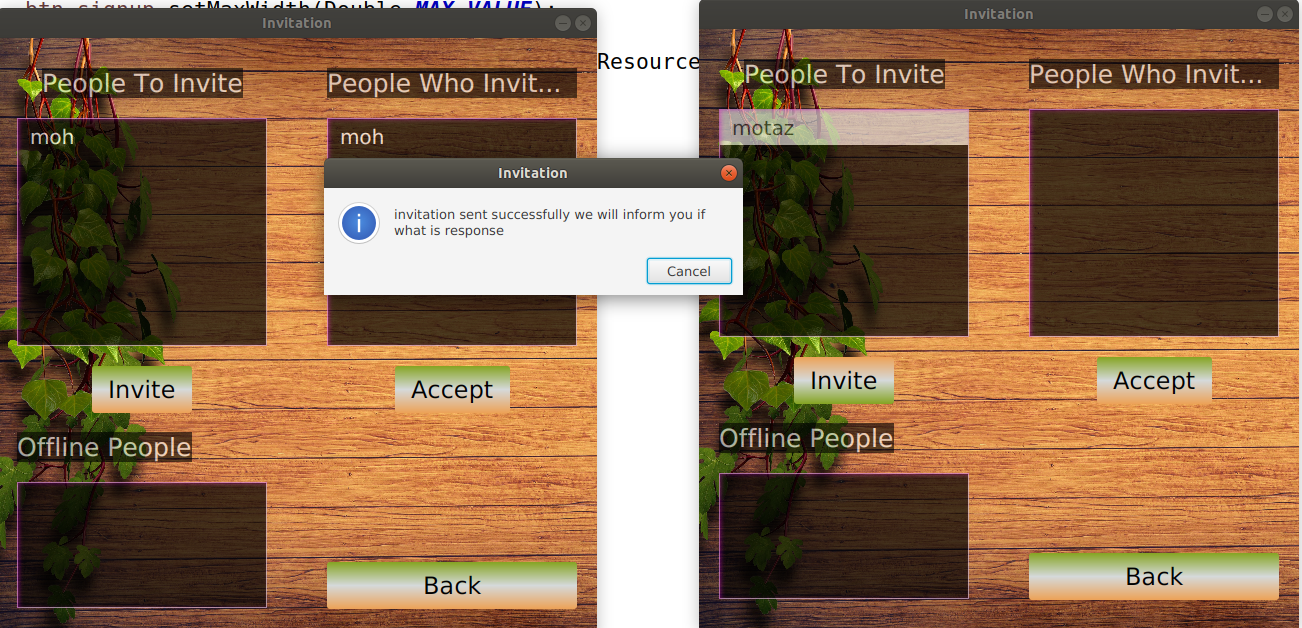 btn_signup.setMaxWidth(Double.MAX_VALUE);
Resource
Invitation
People To Invite
People Who Invit...
moh
moh
Invite
Accept
Offline People
Back
Invitation
invitation sent successfully we will inform you if
what is response
Cancel
Invitation
People To Invite
People Who Invit...
motaz
Invite
Accept
Offline People
Back